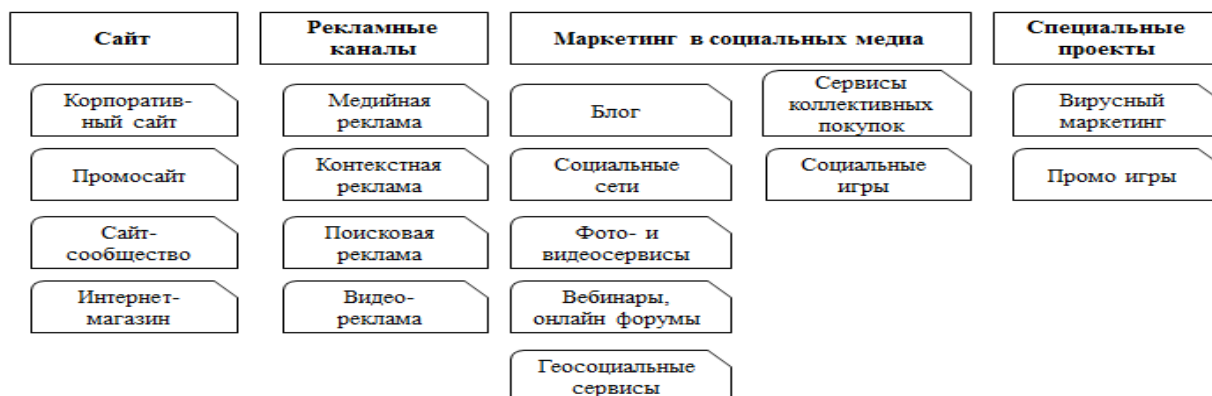 Сайт
Корпоратив-
ный сайт
Промосайт
Сайт-
сообщество
Интернет-
магазин
Рекламные
каналы
Медийная
реклама
Контекстная
реклама
Поисковая
реклама
Видео-
реклама
Маркетинг в социальных медиа
Блог
Социальные
сети
Фото- и
видеосервисы
Вебинары,
онлайн форумы
Геосоциальные
сервисы
Сервисы
коллективных
покупок
Социальные
игры
Специальные
проекты
Вирусный
маркетинг
Промо игры